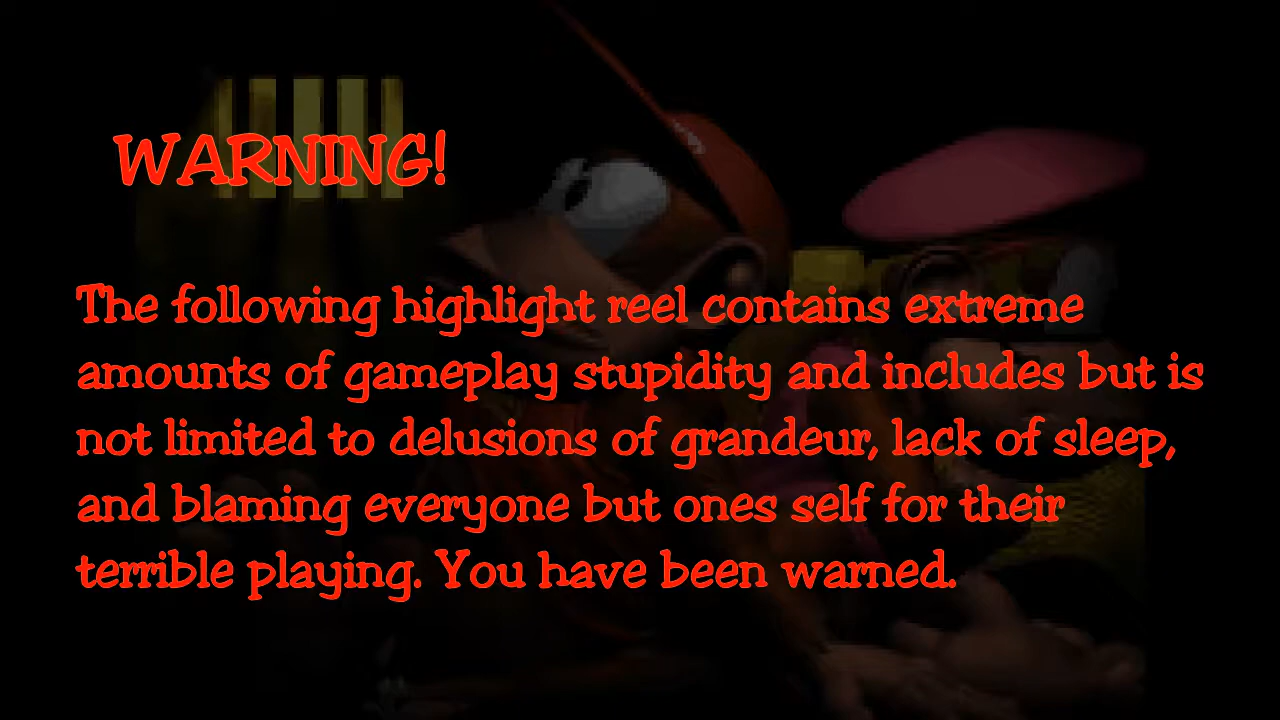 WARNING!
The following highlight reel contains extreme
amounts of gameplay stupidity and includes but is
not limited to delusions of grandeur, lack of sleep,
and blaming everyone but ones self for their
terrible playing. You have been warned.